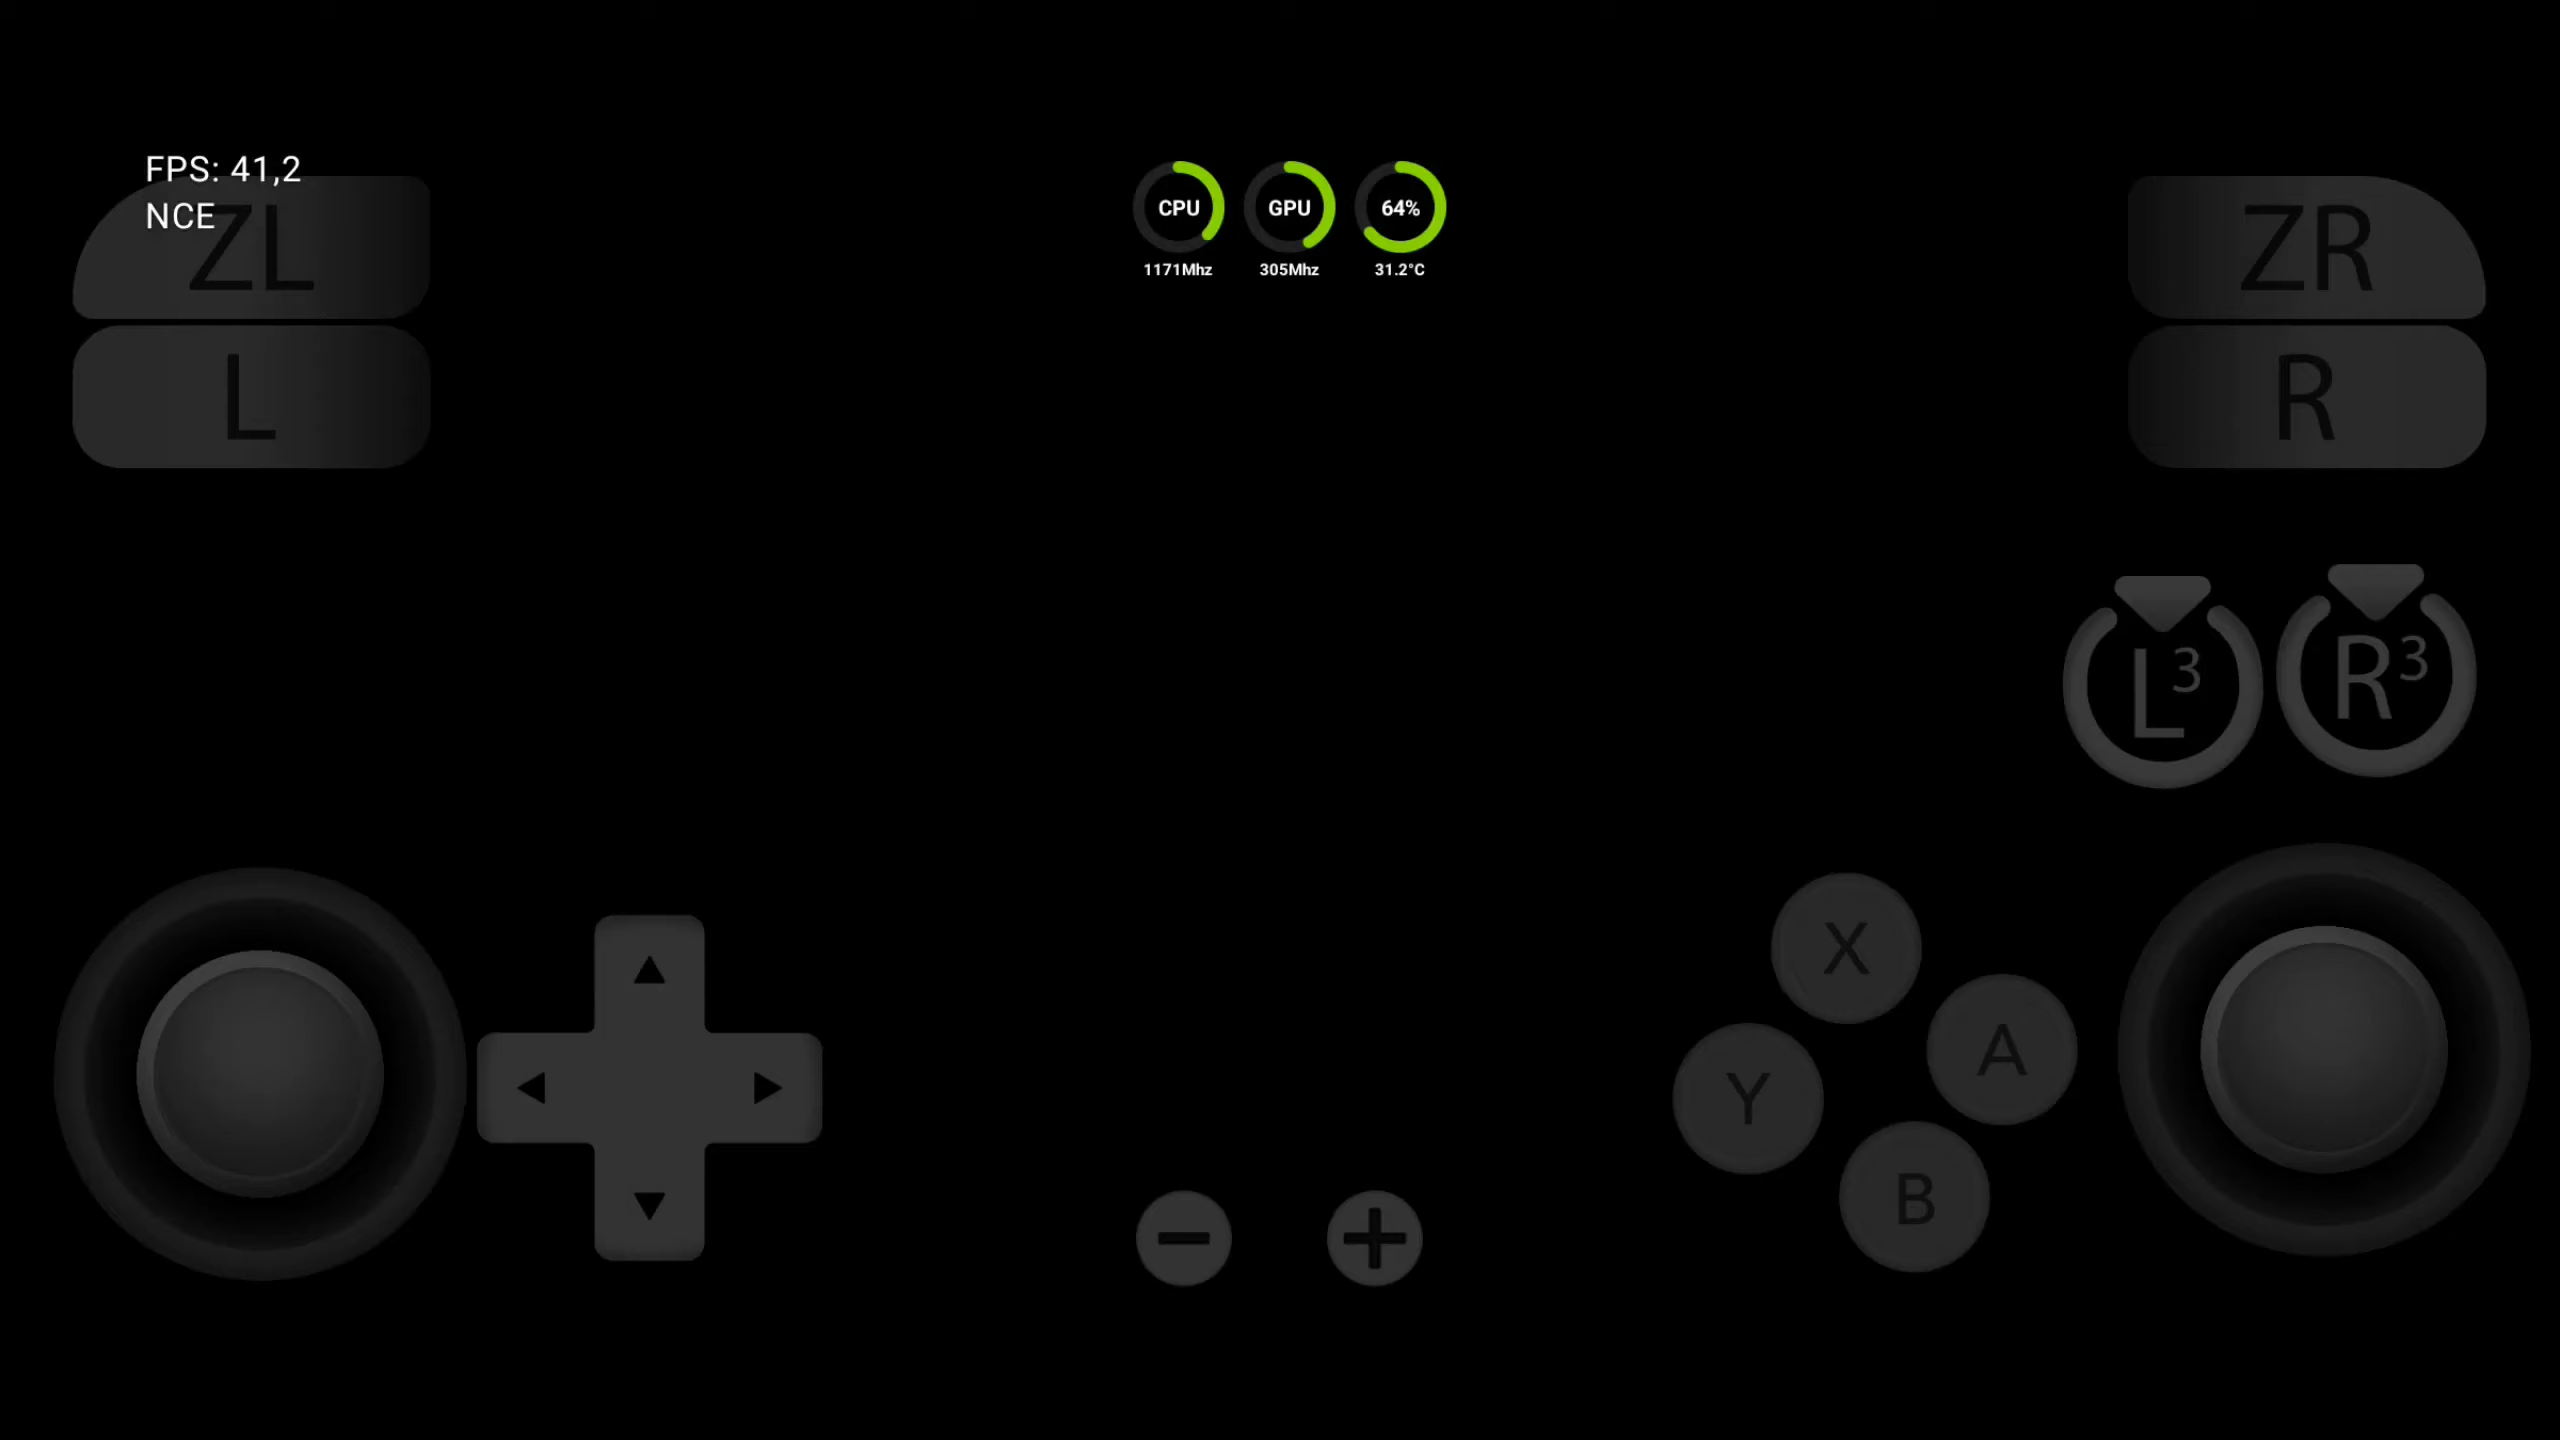 FPS: 41,2
NCE
CPU
GPU
64%
1171Mhz
305Mhz
31.2°C
ZL
ZR
L
R
L3
R3
X
A
Y
B